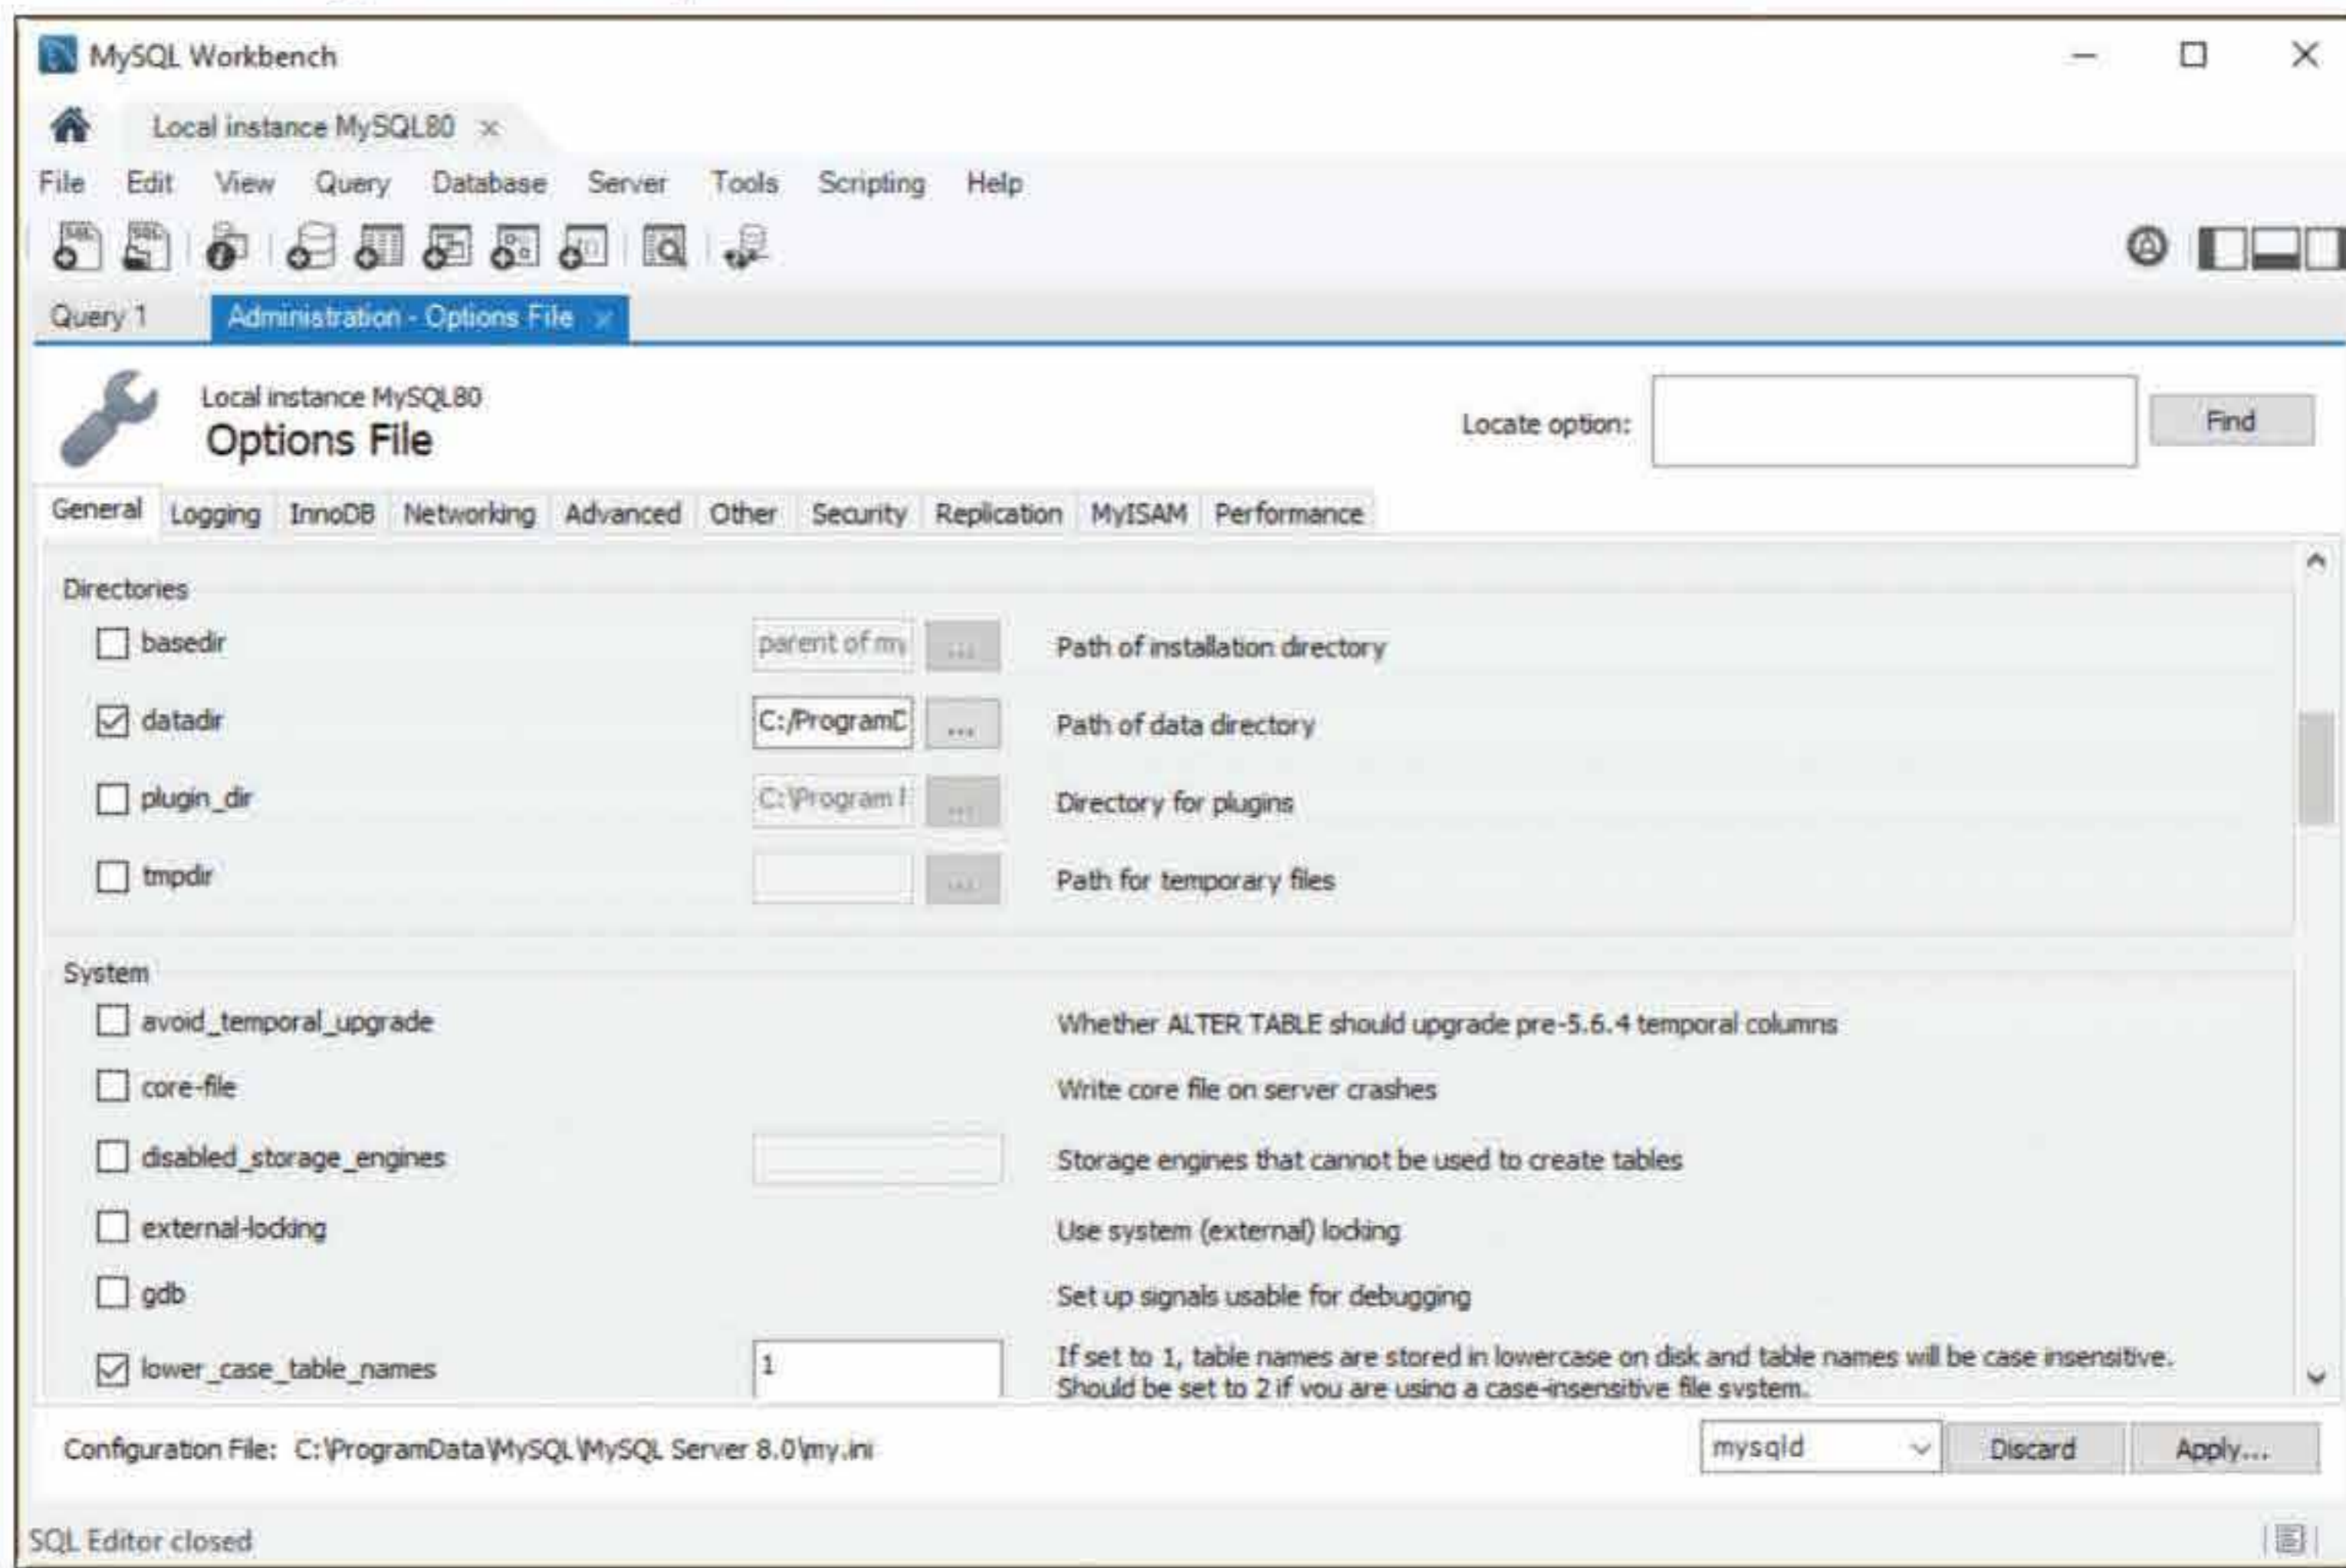 MySQL Workbench
Local instance MySQL80
File Edit View Query Database Server Tools Scripting Help
Query 1 Administration - Options File
Local instance MySQL80
Options File
Locate option: Find
General Logging InnoDB Networking Advanced Other Security Replication MyISAM Performance
Directories
basedir parent of my ... Path of installation directory
datadir C:/ProgramD ... Path of data directory
plugin_dir C:\Program F ... Directory for plugins
tmpdir ... Path for temporary files
System
avoid_temporal_upgrade Whether ALTER TABLE should upgrade pre-5.6.4 temporal columns
core-file Write core file on server crashes
disabled_storage_engines Storage engines that cannot be used to create tables
external-locking Use system (external) locking
gdb Set up signals usable for debugging
lower_case_table_names 1 If set to 1, table names are stored in lowercase on disk and table names will be case insensitive.
Should be set to 2 if you are using a case-insensitive file system.
Configuration File: C:\ProgramData\MySQL\MySQL Server 8.0\my.ini mysqld Discard Apply...
SQL Editor closed